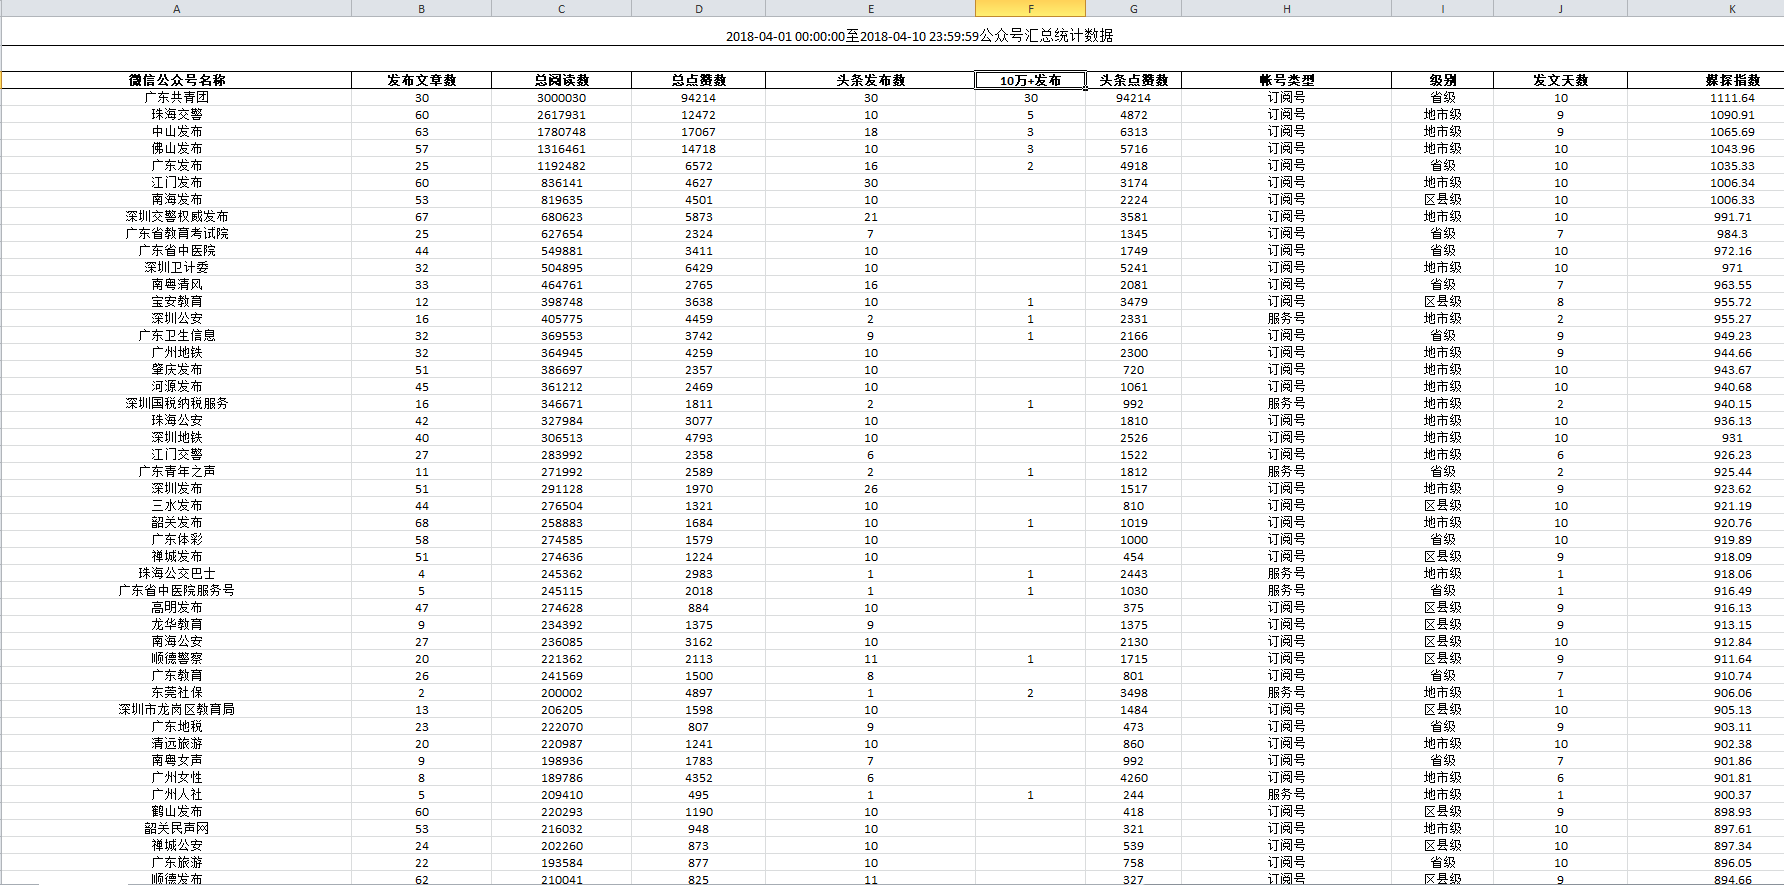 A B C D E F G H I J K
2018-04-01 00:00:00至2018-04-10 23:59:59公众号汇总统计数据
微信公众号名称 发布文章数 总阅读数 总点赞数 头条发布数 10万+发布 头条点赞数 帐号类型 级别 发文天数 媒探指数
广东共青团 30 3000030 94214 30 30 94214 订阅号 省级 10 1111.64
珠海交警 60 2617931 12472 10 5 4872 订阅号 地市级 9 1090.91
中山发布 63 1780748 17067 18 3 6313 订阅号 地市级 9 1065.69
佛山发布 57 1316461 14718 10 3 5716 订阅号 地市级 10 1043.96
广东发布 25 1192482 6572 16 2 4918 订阅号 省级 10 1035.33
江门发布 60 836141 4627 30 3174 订阅号 地市级 10 1006.34
南海发布 53 819635 4501 10 2224 订阅号 区县级 10 1006.33
深圳交警权威发布 67 680623 5873 21 3581 订阅号 地市级 10 991.71
广东省教育考试院 25 627654 2324 7 1345 订阅号 省级 7 984.3
广东省中医院 44 549881 3411 10 1749 订阅号 省级 10 972.16
深圳卫计委 32 504895 6429 10 5241 订阅号 地市级 10 971
南粤清风 33 464761 2765 16 2081 订阅号 省级 7 963.55
宝安教育 12 398748 3638 10 1 3479 订阅号 区县级 8 955.72
深圳公安 16 405775 4459 2 1 2331 服务号 地市级 2 955.27
广东卫生信息 32 369553 3742 9 1 2166 订阅号 省级 9 949.23
广州地铁 32 364945 4259 10 2300 订阅号 地市级 9 944.66
肇庆发布 51 386697 2357 10 720 订阅号 地市级 10 943.67
河源发布 45 361212 2469 10 1061 订阅号 地市级 10 940.68
深圳国税纳税服务 16 346671 1811 2 1 992 服务号 地市级 2 940.15
珠海公安 42 327984 3077 10 1810 订阅号 地市级 10 936.13
深圳地铁 40 306513 4793 10 2526 订阅号 地市级 10 931
江门交警 27 283992 2358 6 1522 订阅号 地市级 6 926.23
广东青年之声 11 271992 2589 2 1 1812 服务号 省级 2 925.44
深圳发布 51 291128 1970 26 1517 订阅号 地市级 9 923.62
三水发布 44 276504 1321 10 810 订阅号 区县级 10 921.19
韶关发布 68 258883 1684 10 1 1019 订阅号 地市级 10 920.76
广东体彩 58 274585 1579 10 1000 订阅号 省级 10 919.89
禅城发布 51 274636 1224 10 454 订阅号 区县级 9 918.09
珠海公交巴士 4 245362 2983 1 1 2443 服务号 地市级 1 918.06
广东省中医院服务号 5 245115 2018 1 1 1030 服务号 省级 1 916.49
高明发布 47 274628 884 10 375 订阅号 区县级 9 916.13
龙华教育 9 234392 1375 9 1375 订阅号 区县级 9 913.15
南海公安 27 236085 3162 10 2130 订阅号 区县级 10 912.84
顺德警察 20 221362 2113 11 1 1715 订阅号 区县级 9 911.64
广东教育 26 241569 1500 8 801 订阅号 省级 7 910.74
东莞社保 2 200002 4897 1 2 3498 服务号 地市级 1 906.06
深圳市龙岗区教育局 13 206205 1598 10 1484 订阅号 区县级 10 905.13
广东地税 23 222070 807 9 473 订阅号 省级 9 903.11
清远旅游 20 220987 1241 10 860 订阅号 地市级 10 902.38
南粤女声 9 198936 1783 7 992 订阅号 省级 7 901.86
广州女性 8 189786 4352 6 4260 订阅号 地市级 6 901.81
广州人社 5 209410 495 1 1 244 服务号 地市级 1 900.37
鹤山发布 60 220293 1190 10 418 订阅号 区县级 9 898.93
韶关民声网 53 216032 948 10 321 订阅号 地市级 10 897.61
禅城公安 24 202260 873 10 539 订阅号 区县级 10 897.34
广东旅游 22 193584 877 10 758 订阅号 省级 10 896.05
顺德发布 62 210041 825 11 327 订阅号 区县级 9 894.66